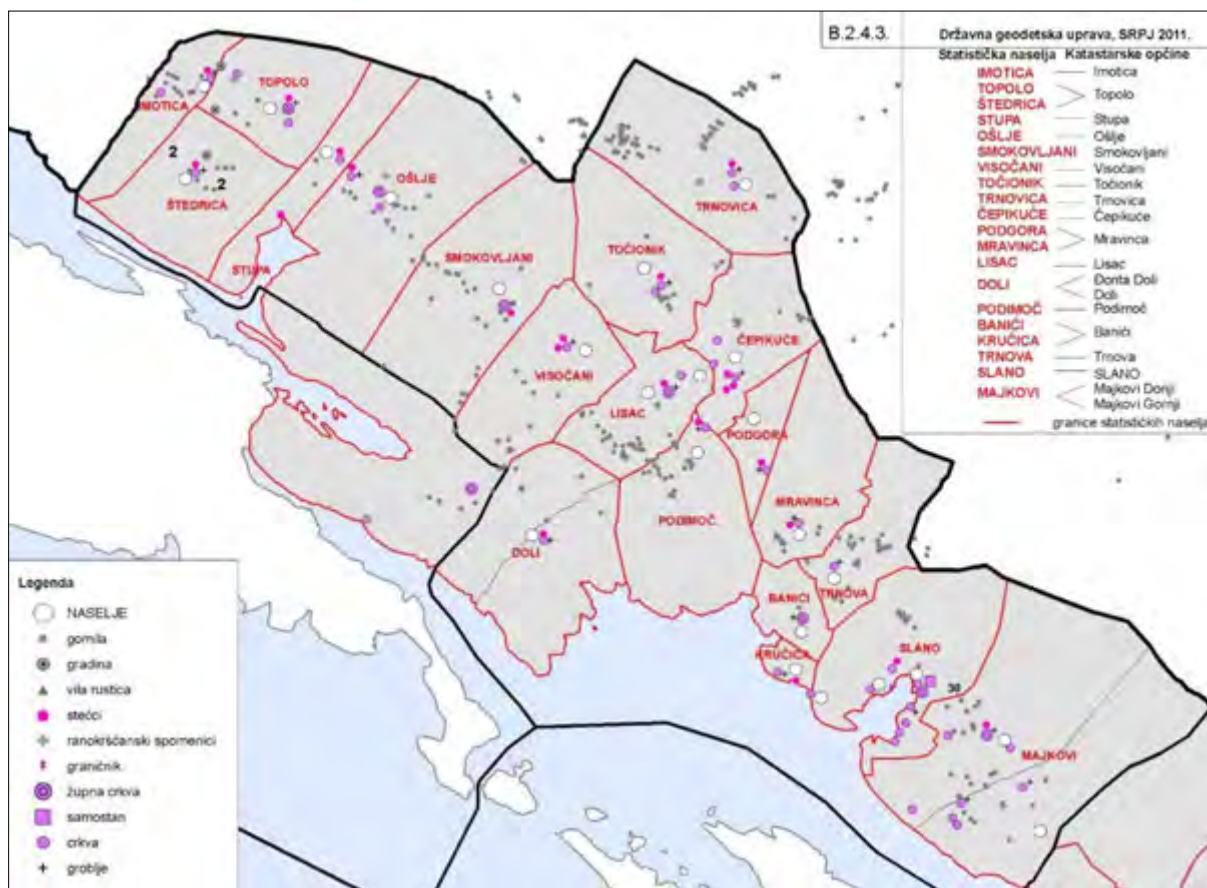 B.2.4.3.
Državna geodetska uprava, SRPJ 2011.
Statistička naselja Katastarske općine
IMOTICA Imotica
TOPOLO
Topolo
ŠTEDRICA
STUPA Stupa
OŠLJE Ošlje
SMOKOVLJANI Smokovljani
VISOČANI Visočani
TOČIONIK Točionik
TRNOVICA Trnovica
ČEPIKUĆE Čepikuće
PODGORA
Mravinca
MRAVINCA
LISAC Lisac
Đonta Doli
DOLI
Doli
PODIMOČ Podimoč
BANIĆI
Banići
KRUČICA
TRNOVA Trnova
SLANO SLANO
Majkovi Donji
MAJKOVI
Majkovi Gornji
granice statističkih naselja
TOPOLO
IMOTICA
2
2
ŠTEDRICA
OŠLJE
STUPA
TRNOVICA
TOČIONIK
SMOKOVLJANI
ČEPIKUĆE
VISOČANI
LISAC
PODGORA
MRAVINCA
PODIMOČ
DOLI
BANIĆI
TRNOVA
KRUČICA
SLANO
30
MAJKOVI
Legenda
NASELJE
gomila
gradina
vila rustica
stećci
ranokršćanski spomenici
graničnik
župna crkva
samostan
crkva
groblje